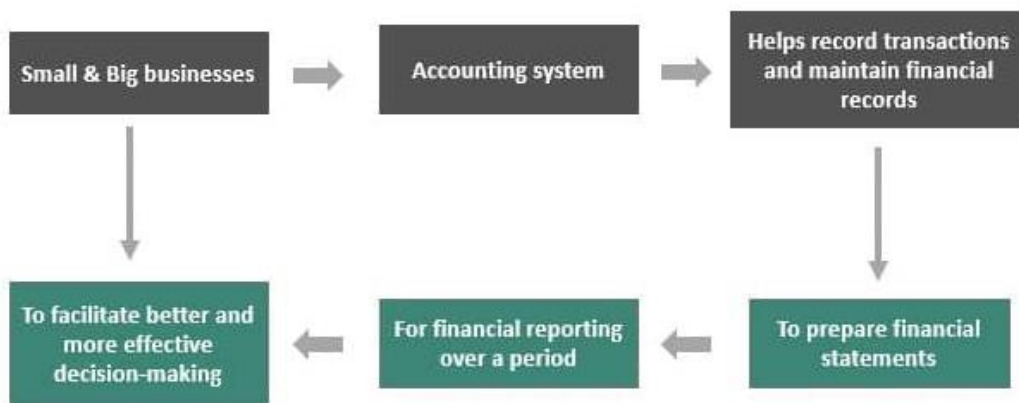 Small & Big businesses
Accounting system
Helps record transactions
and maintain financial
records
To facilitate better and
more effective
decision-making
For financial reporting
over a period
To prepare financial
statements